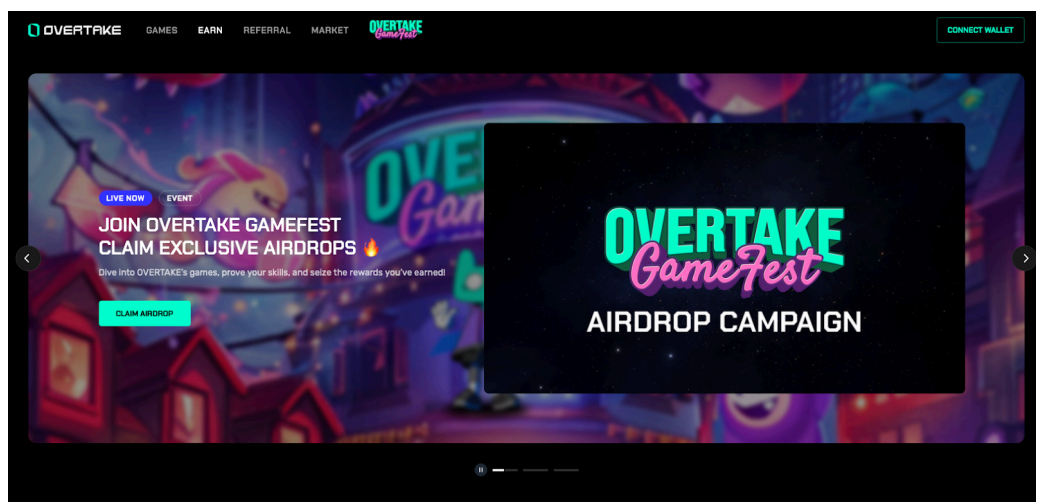 OVERTAKE
GAMES
EARN
REFERRAL
MARKET
OVERTAKE
GameFest
CONNECT WALLET
LIVE NOW
EVENT
JOIN OVERTAKE GAMEFEST
CLAIM EXCLUSIVE AIRDROPS 🔥
Dive into OVERTAKE's games, prove your skills, and seize the rewards you've earned!
CLAIM AIRDROP
OVE
Gam
OVERTAKE
GameFest
AIRDROP CAMPAIGN